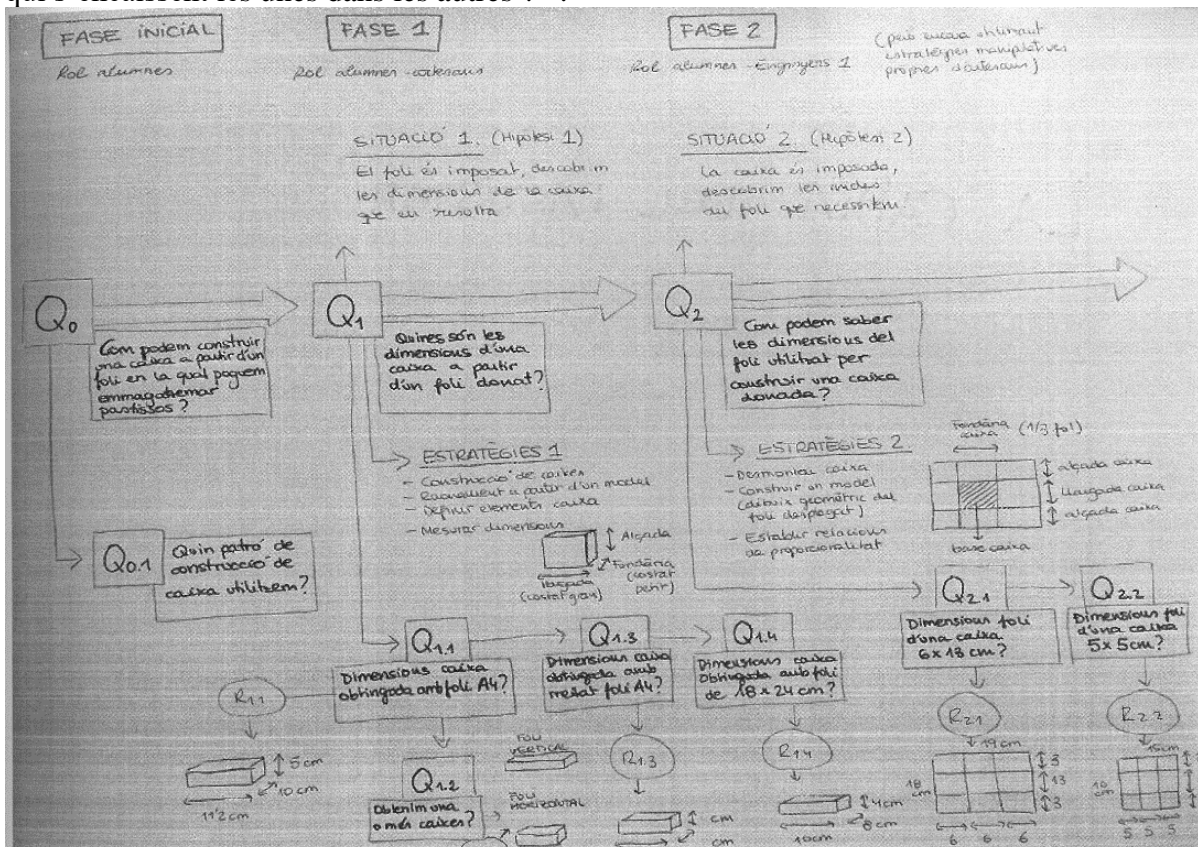 FASE INICIAL
Rol alumnes
FASE 1
Rol alumnes - artesans
FASE 2
Rol alumnes - Enginyers 1
(però encara utilitzant
estratègies manipulatives
pròpies d'artesans)
SITUACIÓ 1. (Hipòtesi 1)
El foli és imposat, descobrim
les dimensions de la caixa
que en resulta
SITUACIÓ 2 (Hipòtesi 2)
La caixa és imposada,
descobrim les mides
del foli que necessitem.
Q0
Com podem construir
una caixa a partir d'un
foli en la qual poguem
emmagatzemar
pastissos?
Q1
Quines són les
dimensions d'una
caixa a partir
d'un foli donat?
Q2
Com podem saber
les dimensions del
foli utilitzat per
construir una caixa
donada?
Q0.1
Quin patró de
construcció de
caixa utilitzem?
ESTRATÈGIES 1
- Construcció de caixes
- Raonament a partir d'un model
- Definir elements caixa
- Mesurar dimensions
Alçada
Fondària
(costat
petit)
llargada
(costat gran)
ESTRATÈGIES 2
- Desmuntar caixa
- Construir un model
(dibuix geomètric del
foli desplegat)
- Establir relacions
de proporcionalitat
Fondària
caixa
(1/3 foli)
alçada caixa
llargada caixa
alçada caixa
base caixa
Q1.1
Dimensions caixa
obtinguda amb foli A4?
R1.1
5 cm
10 cm
11'2 cm
Q1.2
Obtenim una
o més caixes?
FOLI
VERTICAL
FOLI
HORITZONTAL
Q1.3
Dimensions caixa
obtinguda amb
meitat foli A4?
R1.3
cm
cm
Q1.4
Dimensions caixa
obtinguda amb foli
de 18 x 24 cm?
R1.4
4cm
8 cm
10cm
Q2.1
Dimensions foli
d'una caixa
6 x 13 cm?
R2.1
19cm
18
cm
3
13
3
6 6 6
Q2.2
Dimensions foli
d'una caixa
5 x 5 cm?
R2.2
15cm
10
cm
5 5 5